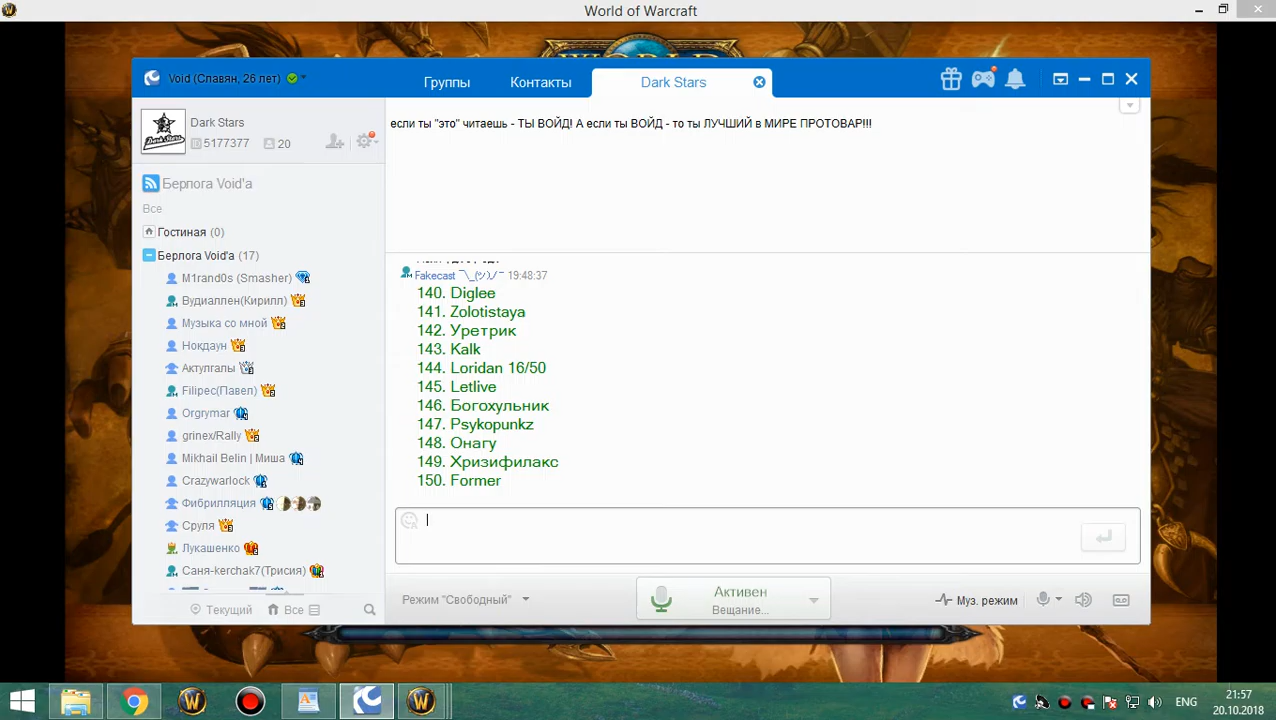 World of Warcraft
Void (Славян, 26 лет)
Группы
Контакты
Dark Stars
Dark Stars
5177377
20
если ты "это" читаешь - ТЫ ВОЙД! А если ты ВОЙД - то ты ЛУЧШИЙ в МИРЕ ПРОТОВАР!!!
Берлога Void'a
Все
Гостиная (0)
Берлога Void'a (17)
M1rand0s (Smasher)
Вудиаллен(Кирилл)
Музыка со мной
Нокдаун
Актулгалы
Filipec(Павел)
Orgrymar
grinex/Rally
Mikhail Belin | Миша
Crazywarlock
Фибрилляция
Сруля
Лукашенко
Саня-kerchak7(Трисия)
Текущий
Все
Fakecast ¯\_(ツ)_/¯ 19:48:37
140. Diglee
141. Zolotistaya
142. Уретрик
143. Kalk
144. Loridan 16/50
145. Letlive
146. Богохульник
147. Psykopunkz
148. Онагу
149. Хризифилакс
150. Former
Режим "Свободный"
Активен
Вещание...
Муз. режим
ENG
21:57
20.10.2018